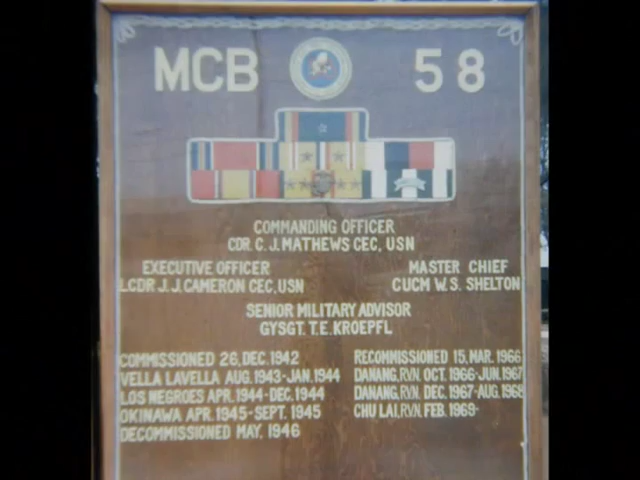 MCB 58
COMMANDING OFFICER
CDR. C. J. MATHEWS CEC, USN
EXECUTIVE OFFICER MASTER CHIEF
LCDR. J. J. CAMERON CEC, USN CUCM W. S. SHELTON
SENIOR MILITARY ADVISOR
GYSGT. T. E. KROEPFL
COMMISSIONED 26, DEC. 1942
VELLA LAVELLA AUG. 1943-JAN. 1944
LOS NEGROES APR. 1944-DEC. 1944
OKINAWA APR. 1945-SEPT. 1945
DECOMMISSIONED MAY, 1946
RECOMMISSIONED 15, MAR. 1966
DANANG, RVN. OCT. 1966-JUN. 1967
DANANG, RVN. DEC. 1967-AUG. 1968
CHU LAI, RVN. FEB. 1969-